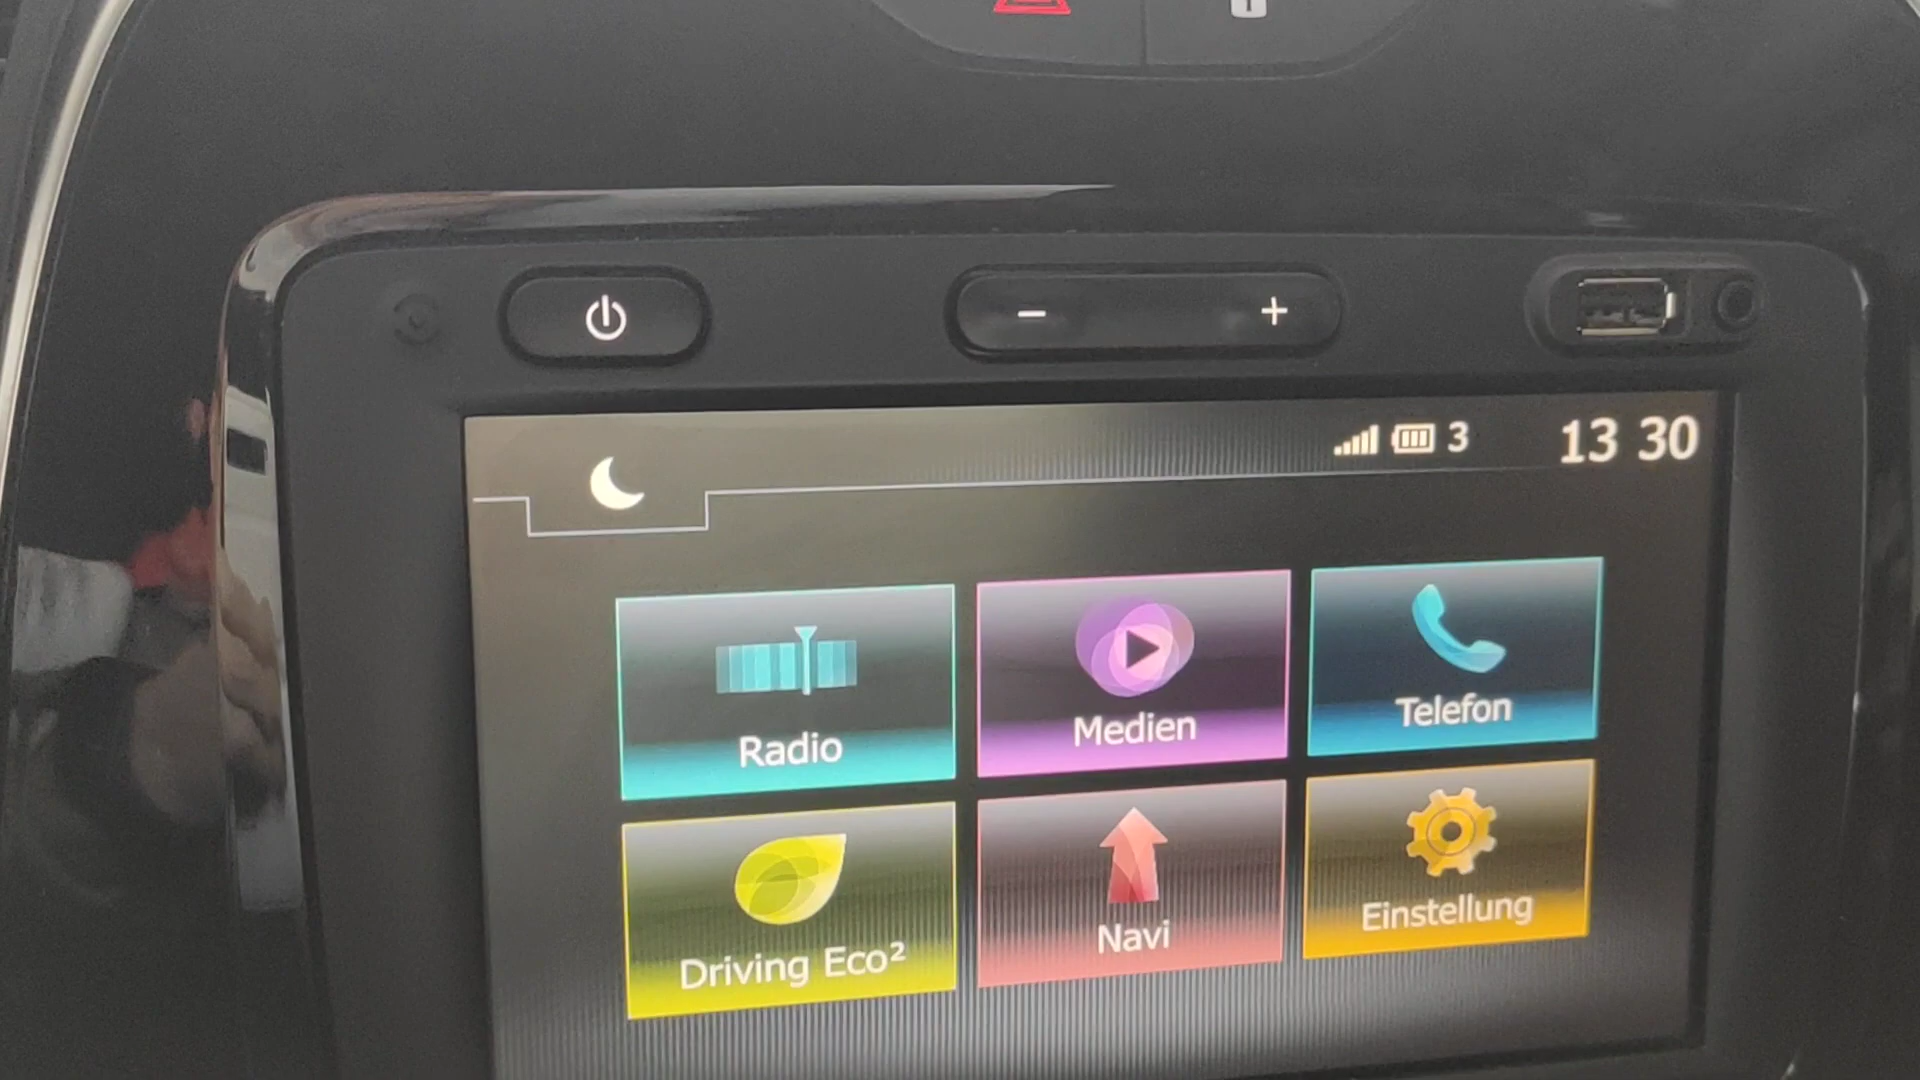 3 13 30
Radio
Medien
Telefon
Driving Eco²
Navi
Einstellung